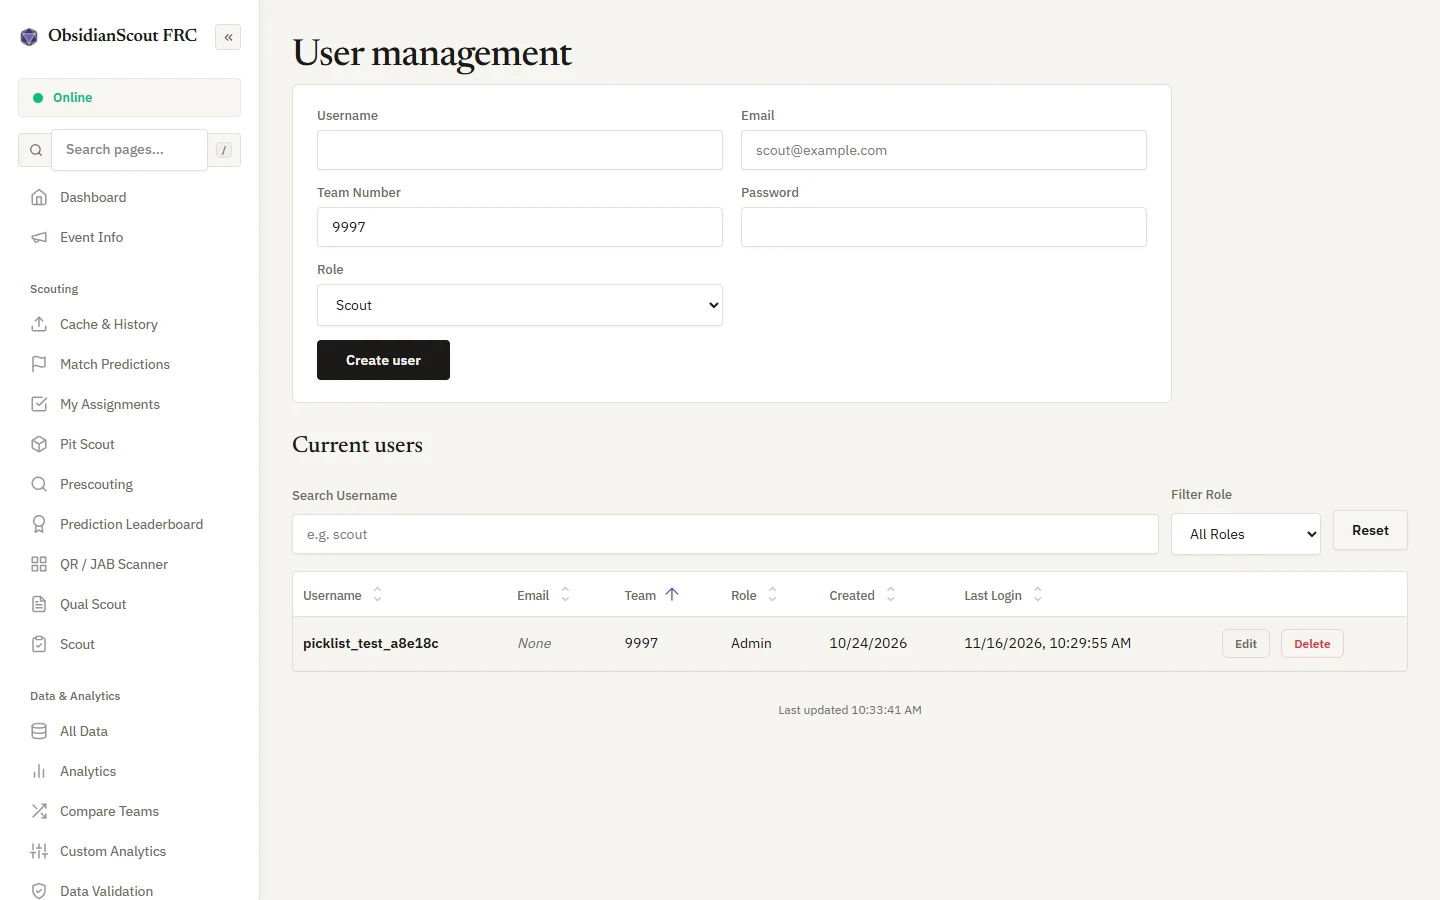 ObsidianScout FRC
«
Online
Search pages...
/
Dashboard
Event Info
Scouting
Cache & History
Match Predictions
My Assignments
Pit Scout
Prescouting
Prediction Leaderboard
QR / JAB Scanner
Qual Scout
Scout
Data & Analytics
All Data
Analytics
Compare Teams
Custom Analytics
Data Validation
User management
Username
Email
scout@example.com
Team Number
Password
9997
Role
Scout
Create user
Current users
Search Username
Filter Role
e.g. scout
All Roles
Reset
Username Email Team Role Created Last Login
picklist_test_a8e18c None 9997 Admin 10/24/2026 11/16/2026, 10:29:55 AM Edit Delete
Last updated 10:33:41 AM